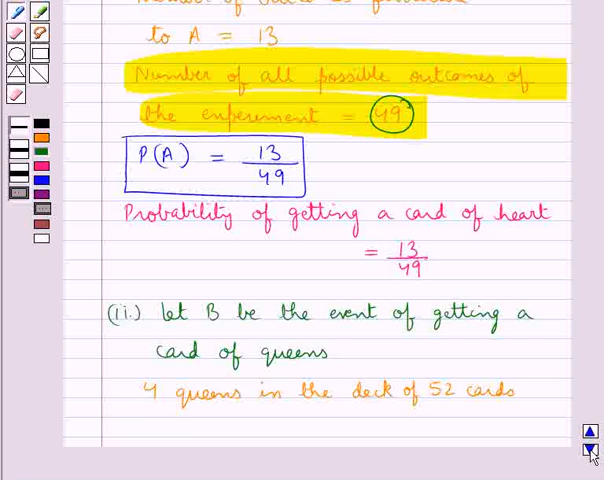 to A = 13
Number of all possible outcomes of
the experement = 49
P(A) = 13/49
Probability of getting a card of heart
= 13/49
(ii.) Let B be the event of getting a
card of queens
4 queens in the deck of 52 cards